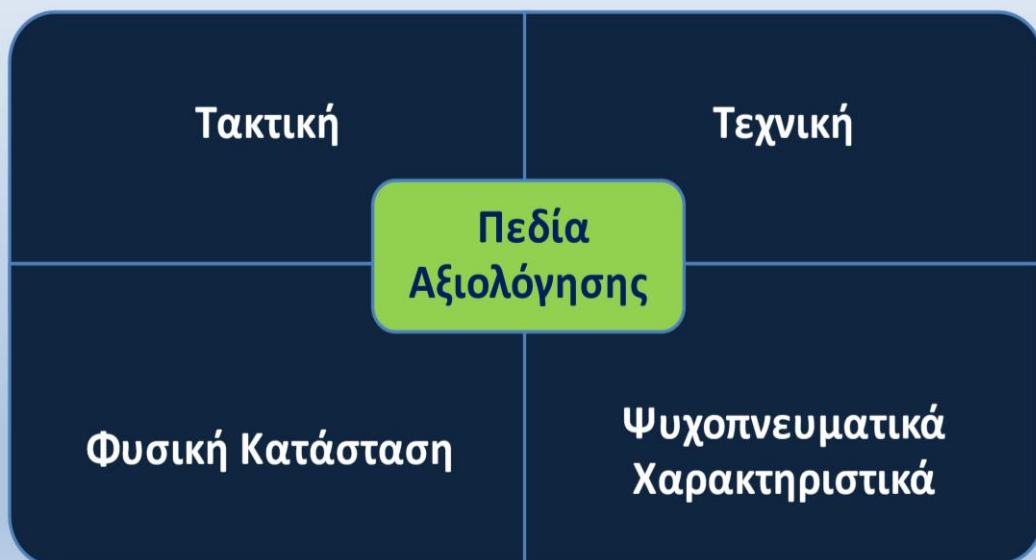 Τακτική
Τεχνική
Πεδία
Αξιολόγησης
Φυσική Κατάσταση
Ψυχοπνευματικά
Χαρακτηριστικά